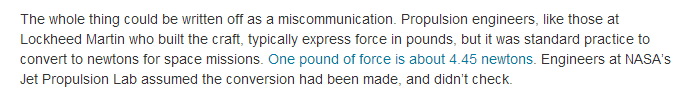 The whole thing could be written off as a miscommunication. Propulsion engineers, like those at
Lockheed Martin who built the craft, typically express force in pounds, but it was standard practice to
convert to newtons for space missions. One pound of force is about 4.45 newtons. Engineers at NASA's
Jet Propulsion Lab assumed the conversion had been made, and didn't check.